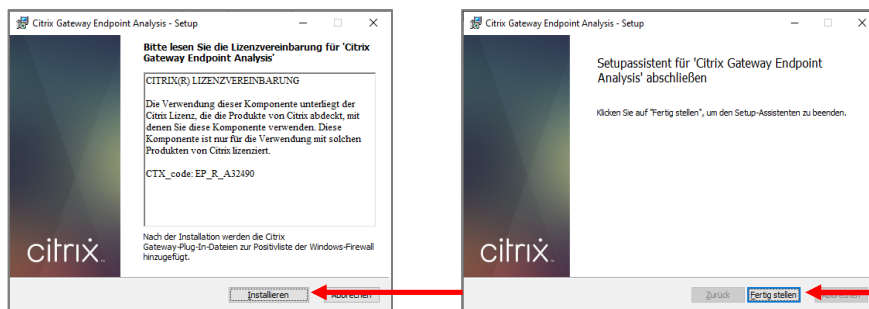 Citrix Gateway Endpoint Analysis - Setup
Bitte lesen Sie die Lizenzvereinbarung für 'Citrix
Gateway Endpoint Analysis'
CITRIX(R) LIZENZVEREINBARUNG
Die Verwendung dieser Komponente unterliegt der
Citrix Lizenz, die die Produkte von Citrix abdeckt, mit
denen Sie diese Komponente verwenden. Diese
Komponente ist nur für die Verwendung mit solchen
Produkten von Citrix lizenziert.
CTX_code: EP_R_A32490
Nach der Installation werden die Citrix
Gateway-Plug-In-Dateien zur Positivliste der Windows-Firewall
hinzugefügt.
citrix
Installieren
Abbrechen
Citrix Gateway Endpoint Analysis - Setup
Setupassistent für 'Citrix Gateway Endpoint
Analysis' abschließen
Klicken Sie auf "Fertig stellen", um den Setup-Assistenten zu beenden.
citrix
Zurück
Fertig stellen
Abbrechen